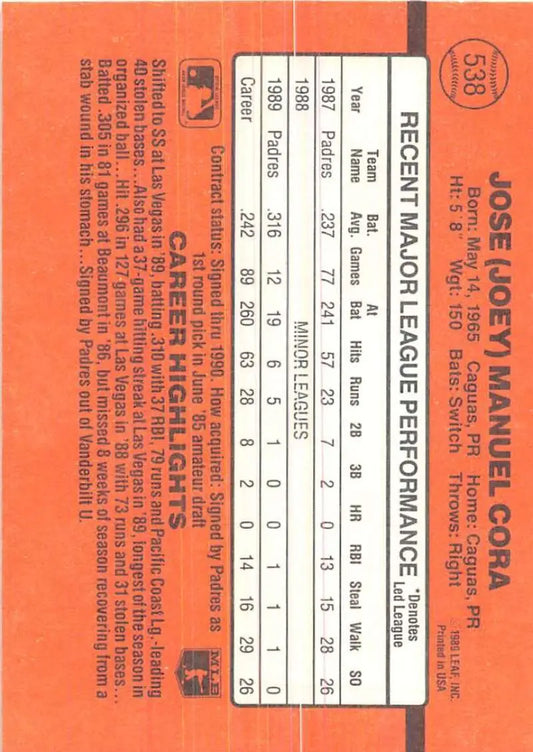 538
JOSE (JOEY) MANUEL CORA
Born: May 14, 1965 Caguas, PR Home: Caguas, PR
Ht: 5' 8" Wgt: 150 Bats: Switch Throws: Right
© 1989 LEAF, INC.
Printed in USA
RECENT MAJOR LEAGUE PERFORMANCE
*Denotes
Led League
Year Team Name Bat. Avg. Games At Bat Hits Runs 2B 3B HR RBI Steal Walk SO
1987 Padres .237 77 241 57 23 7 2 0 13 15 28 26
1988 MINOR LEAGUES
1989 Padres .316 12 19 6 5 1 0 0 1 1 1 0
Career .242 89 260 63 28 8 2 0 14 16 29 26
Contract status: Signed thru 1990. How acquired: Signed by Padres as
1st round pick in June '85 amateur draft
MLB
CAREER HIGHLIGHTS
Shifted to SS at Las Vegas in '89, batting .310 with 37 RBI, 79 runs and Pacific Coast Lg.-leading
40 stolen bases...Also had a 37-game hitting streak at Las Vegas in '89, longest of the season in
organized ball...Hit .296 in 127 games at Las Vegas in '88 with 73 runs and 31 stolen bases...
Batted .305 in 81 games at Beaumont in '86, but missed 8 weeks of season recovering from a
stab wound in his stomach...Signed by Padres out of Vanderbilt U.